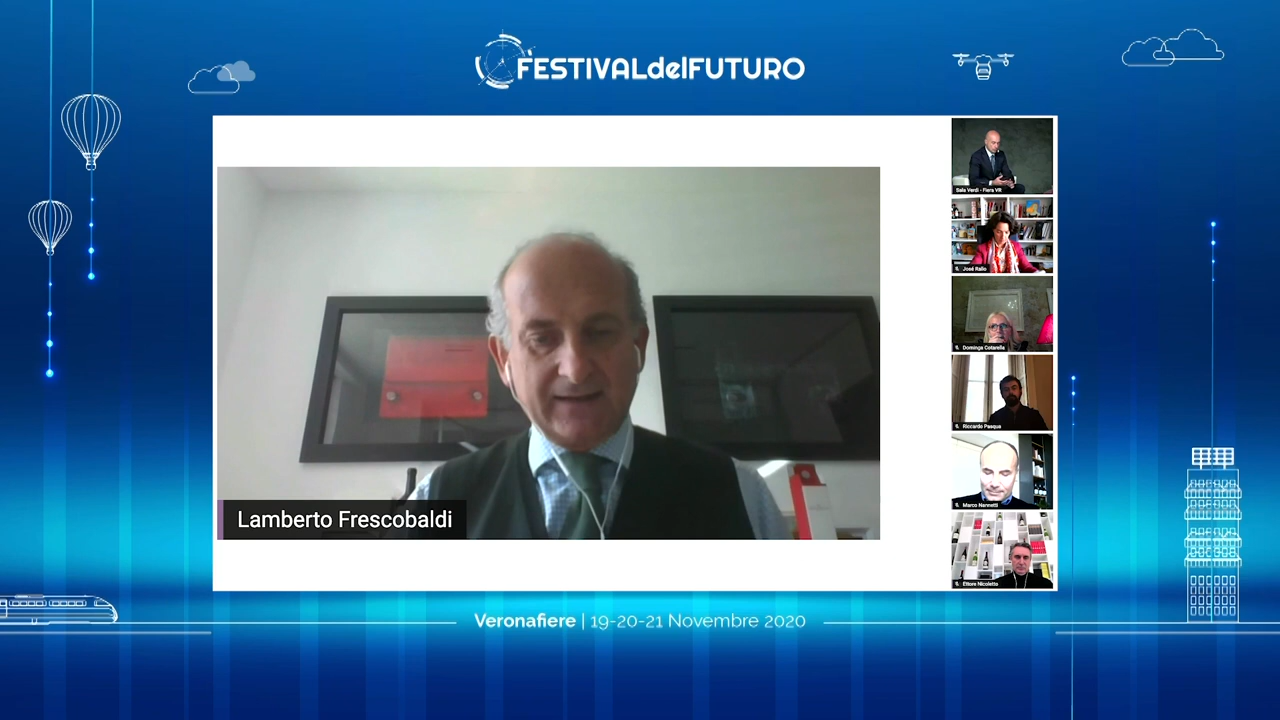 FESTIVALdelFUTURO
Sala Verdi - Fiera VR
José Rallo
Dominga Cotarella
Riccardo Pasqua
Marco Nannetti
Ettore Nicoletto
Lamberto Frescobaldi
Veronafiere | 19-20-21 Novembre 2020